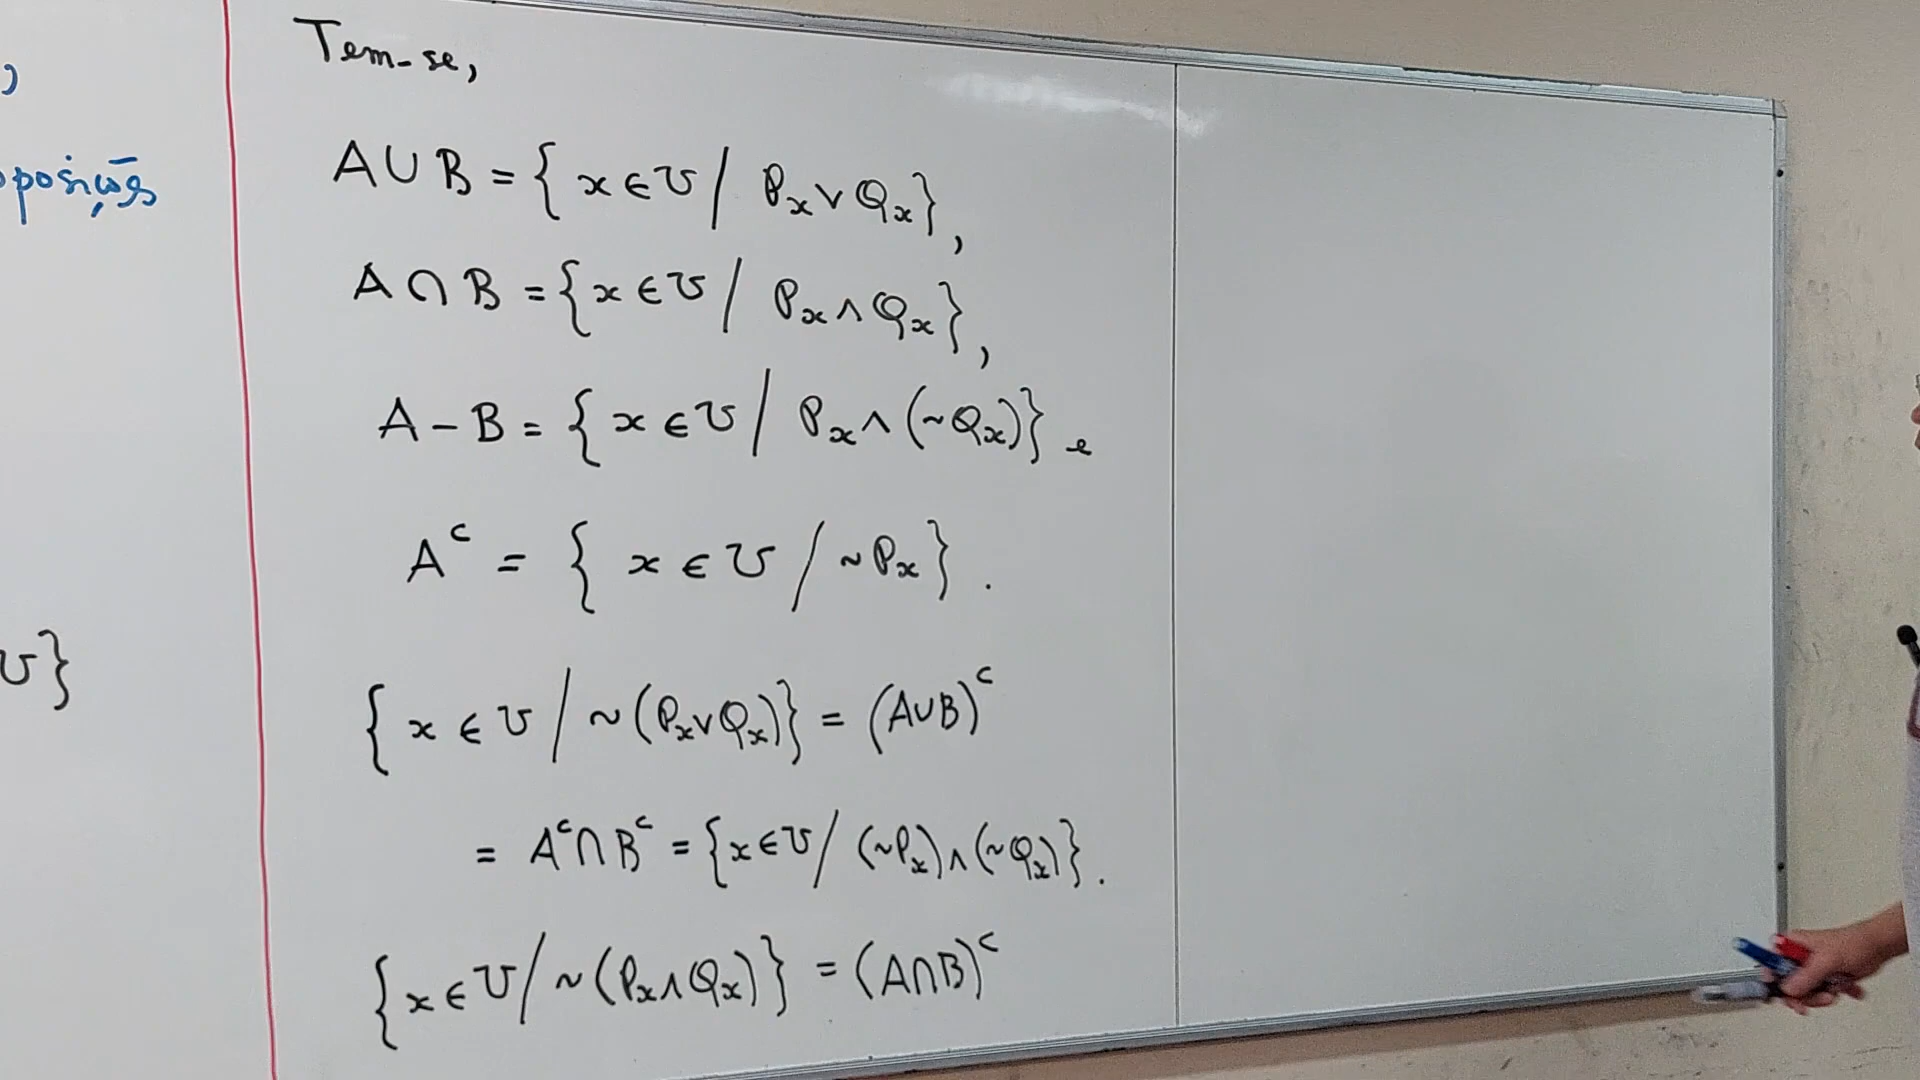 ,
posições
U}
Tem-se,
A∪B = { x ∈ U / Px ∨ Qx },
A ∩ B = { x ∈ U / Px ∧ Qx },
A − B = { x ∈ U / Px ∧ (~Qx) } e
A^c = { x ∈ U / ~Px } .
{ x ∈ U / ~(Px∨Qx)} = (A∪B)^c
= A^c ∩ B^c = { x ∈ U / (~Px)∧(~Qx)}.
{ x ∈ U / ~(Px∧Qx)} = (A∩B)^c